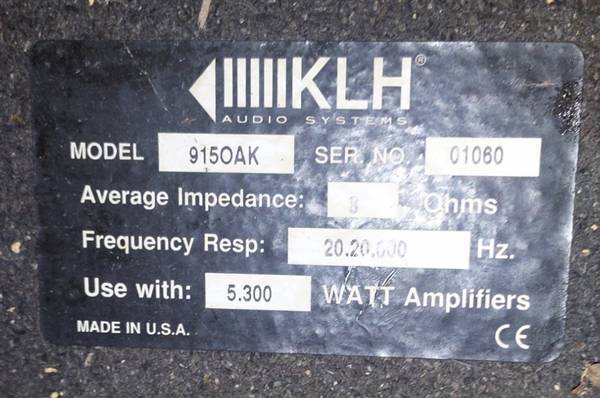 KLH®
AUDIO SYSTEMS
MODEL 915OAK SER. NO. 01060
Average Impedance: 8 Ohms
Frequency Resp: 20.20,000 Hz.
Use with: 5.300 WATT Amplifiers
MADE IN U.S.A. CE